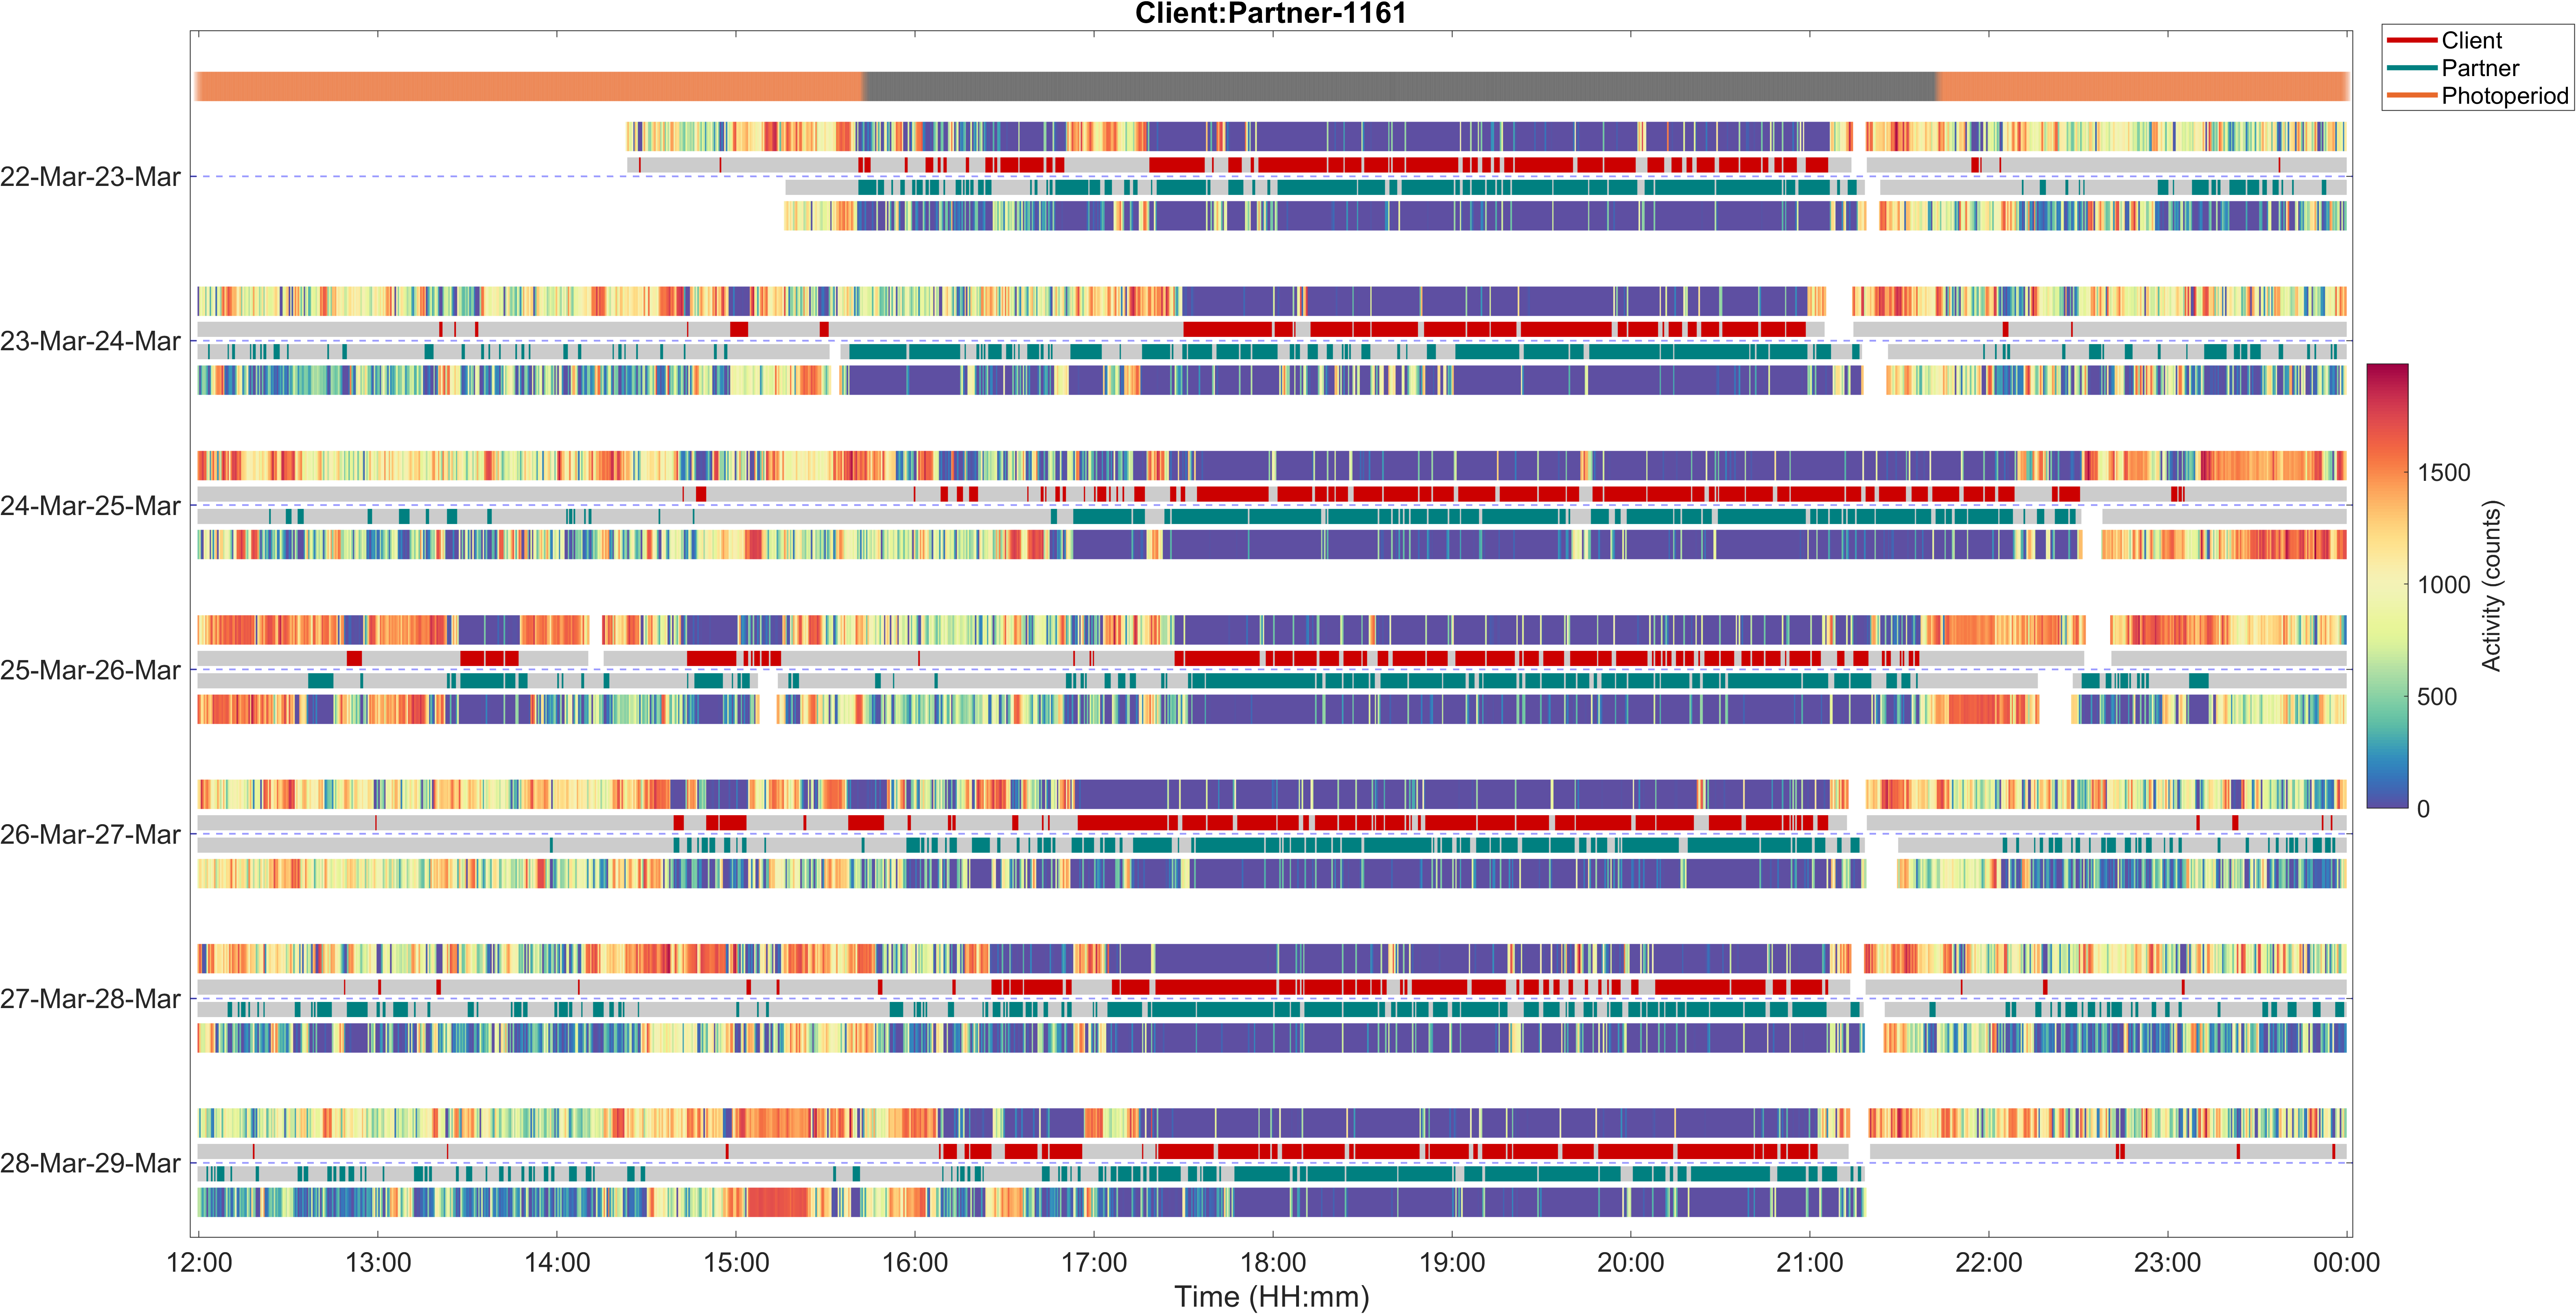 Client:Partner-1161
Client
Partner
Photoperiod
22-Mar-23-Mar
23-Mar-24-Mar
24-Mar-25-Mar
25-Mar-26-Mar
26-Mar-27-Mar
27-Mar-28-Mar
28-Mar-29-Mar
1500
1000
500
0
Activity (counts)
12:00 13:00 14:00 15:00 16:00 17:00 18:00 19:00 20:00 21:00 22:00 23:00 00:00
Time (HH:mm)